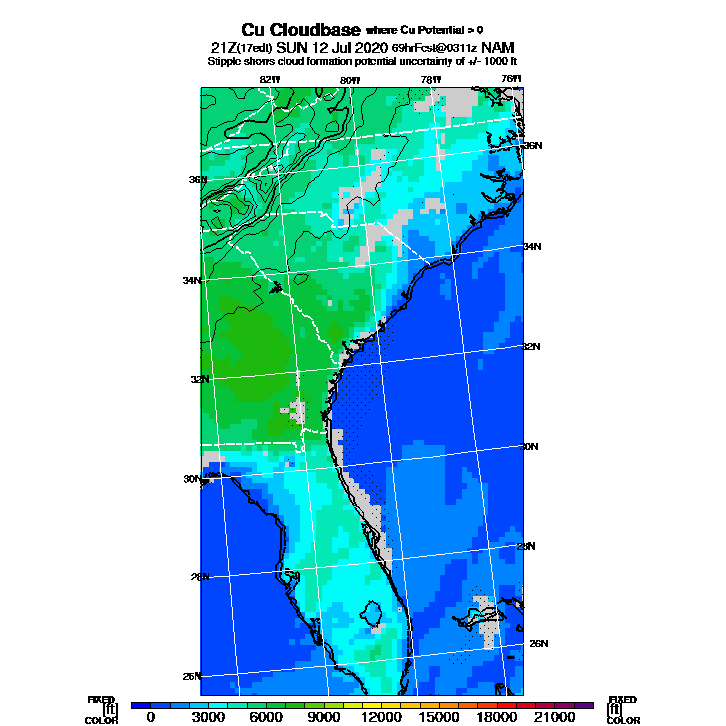 Cu Cloudbase where Cu Potential > 0
21Z(17edt) SUN 12 Jul 2020 69hrFcst@0311z NAM
Stipple shows cloud formation potential uncertainty of +/- 1000 ft
82W 80W 78W 76W
36N
36N
34N
34N
32N
32N
30N
30N
28N
28N
26N
26N
FIXED
[ft]
COLOR
0 3000 6000 9000 12000 15000 18000 21000
FIXED
[ft]
COLOR